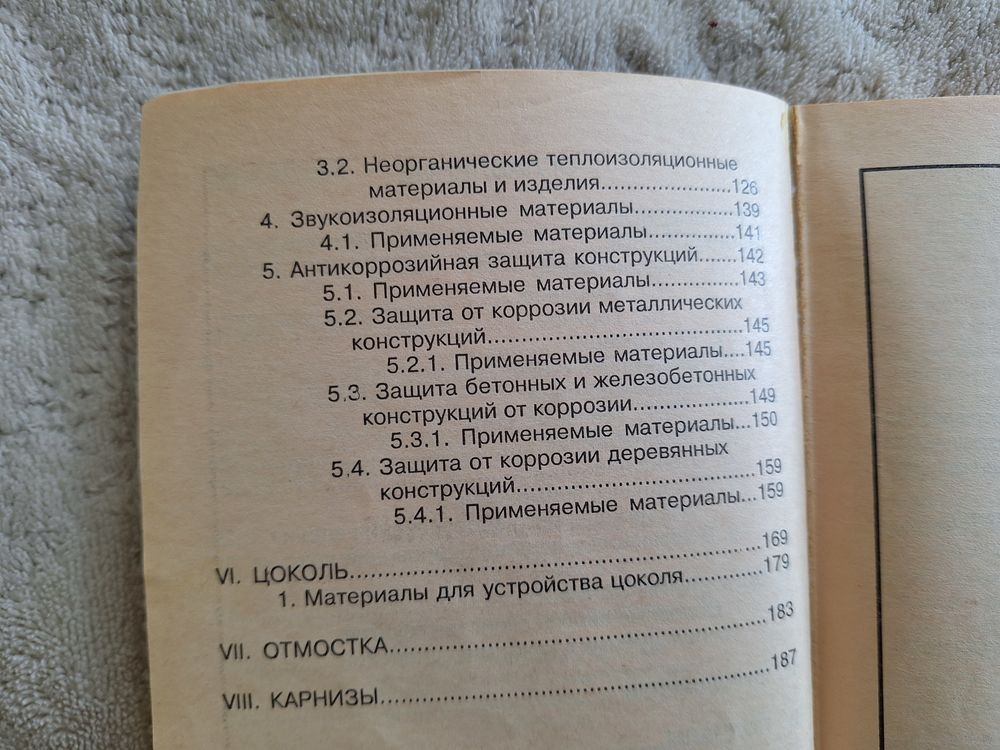 3.2. Неорганические теплоизоляционные
материалы и изделия........................126
4. Звукоизоляционные материалы..................139
4.1. Применяемые материалы...............141
5. Антикоррозийная защита конструкций.......142
5.1. Применяемые материалы...............143
5.2. Защита от коррозии металлических
конструкций.......................................145
5.2.1. Применяемые материалы....145
5.3. Защита бетонных и железобетонных
конструкций от коррозии...................149
5.3.1. Применяемые материалы...150
5.4. Защита от коррозии деревянных
конструкций.......................................159
5.4.1. Применяемые материалы...159
VI. ЦОКОЛЬ..................................................................169
1. Материалы для устройства цоколя.............179
VII. ОТМОСТКА............................................................183
VIII. КАРНИЗЫ............................................................187